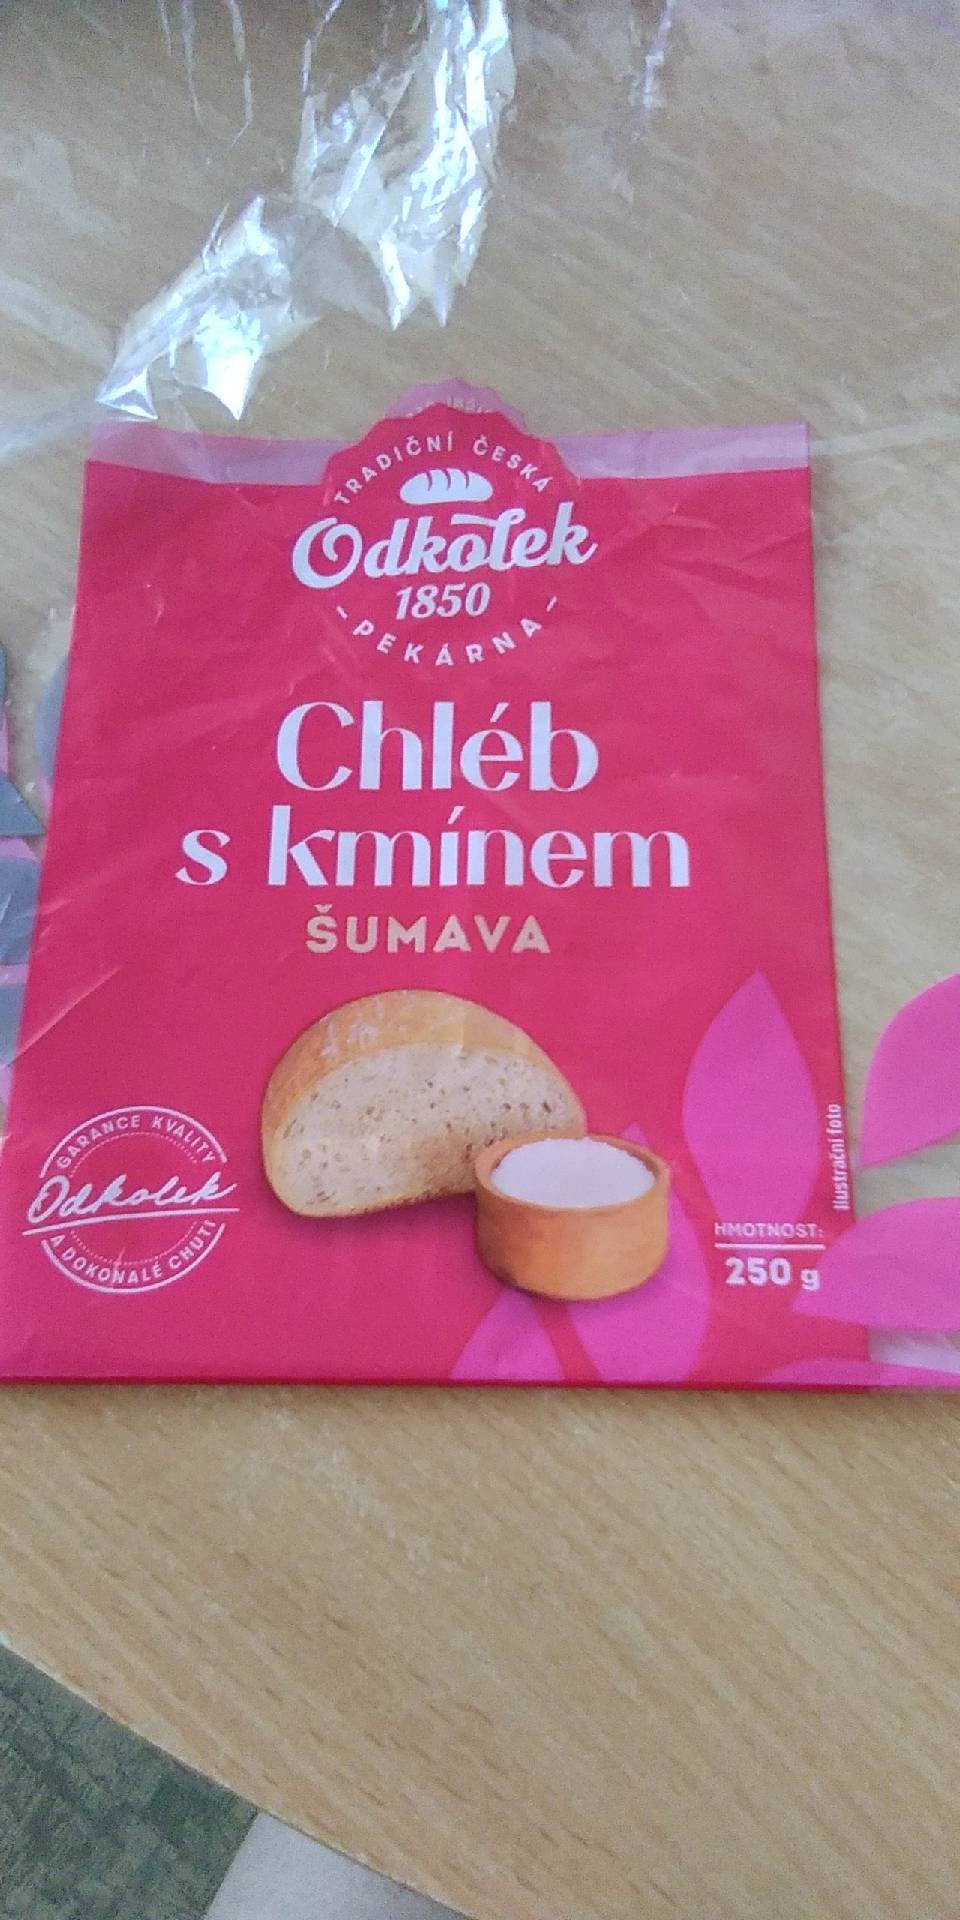 TRADIČNÍ ČESKÁ
Odkolek
1850
- PEKÁRNA -
Chléb
s kmínem
ŠUMAVA
GARANCE KVALITY
Odkolek
A DOKONALÉ CHUTI
Ilustrační foto
HMOTNOST:
250 g